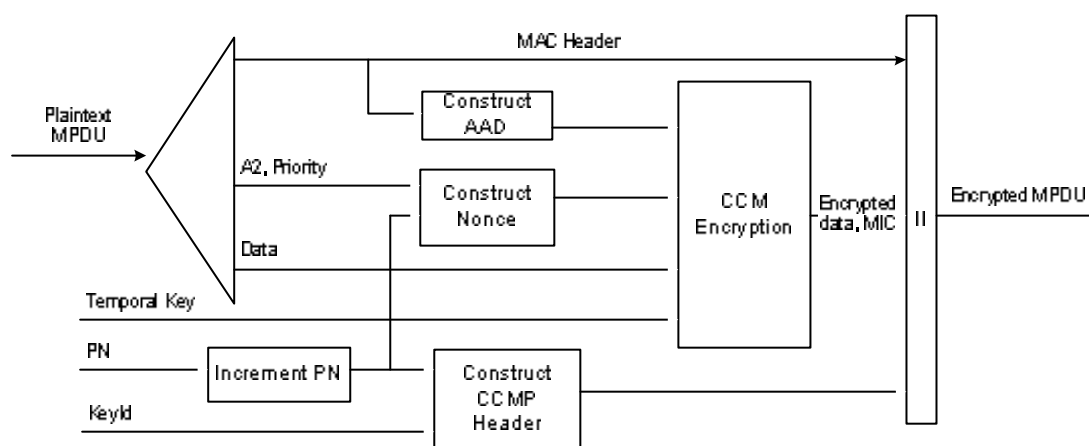 MAC Header
Plaintext
MPDU
Construct
AAD
A2, Priority
Construct
Nonce
CCM
Encryption
Encrypted
data, MIC
||
Encrypted MPDU
Data
Temporal Key
PN
Increment PN
Construct
CCMP
Header
KeyId